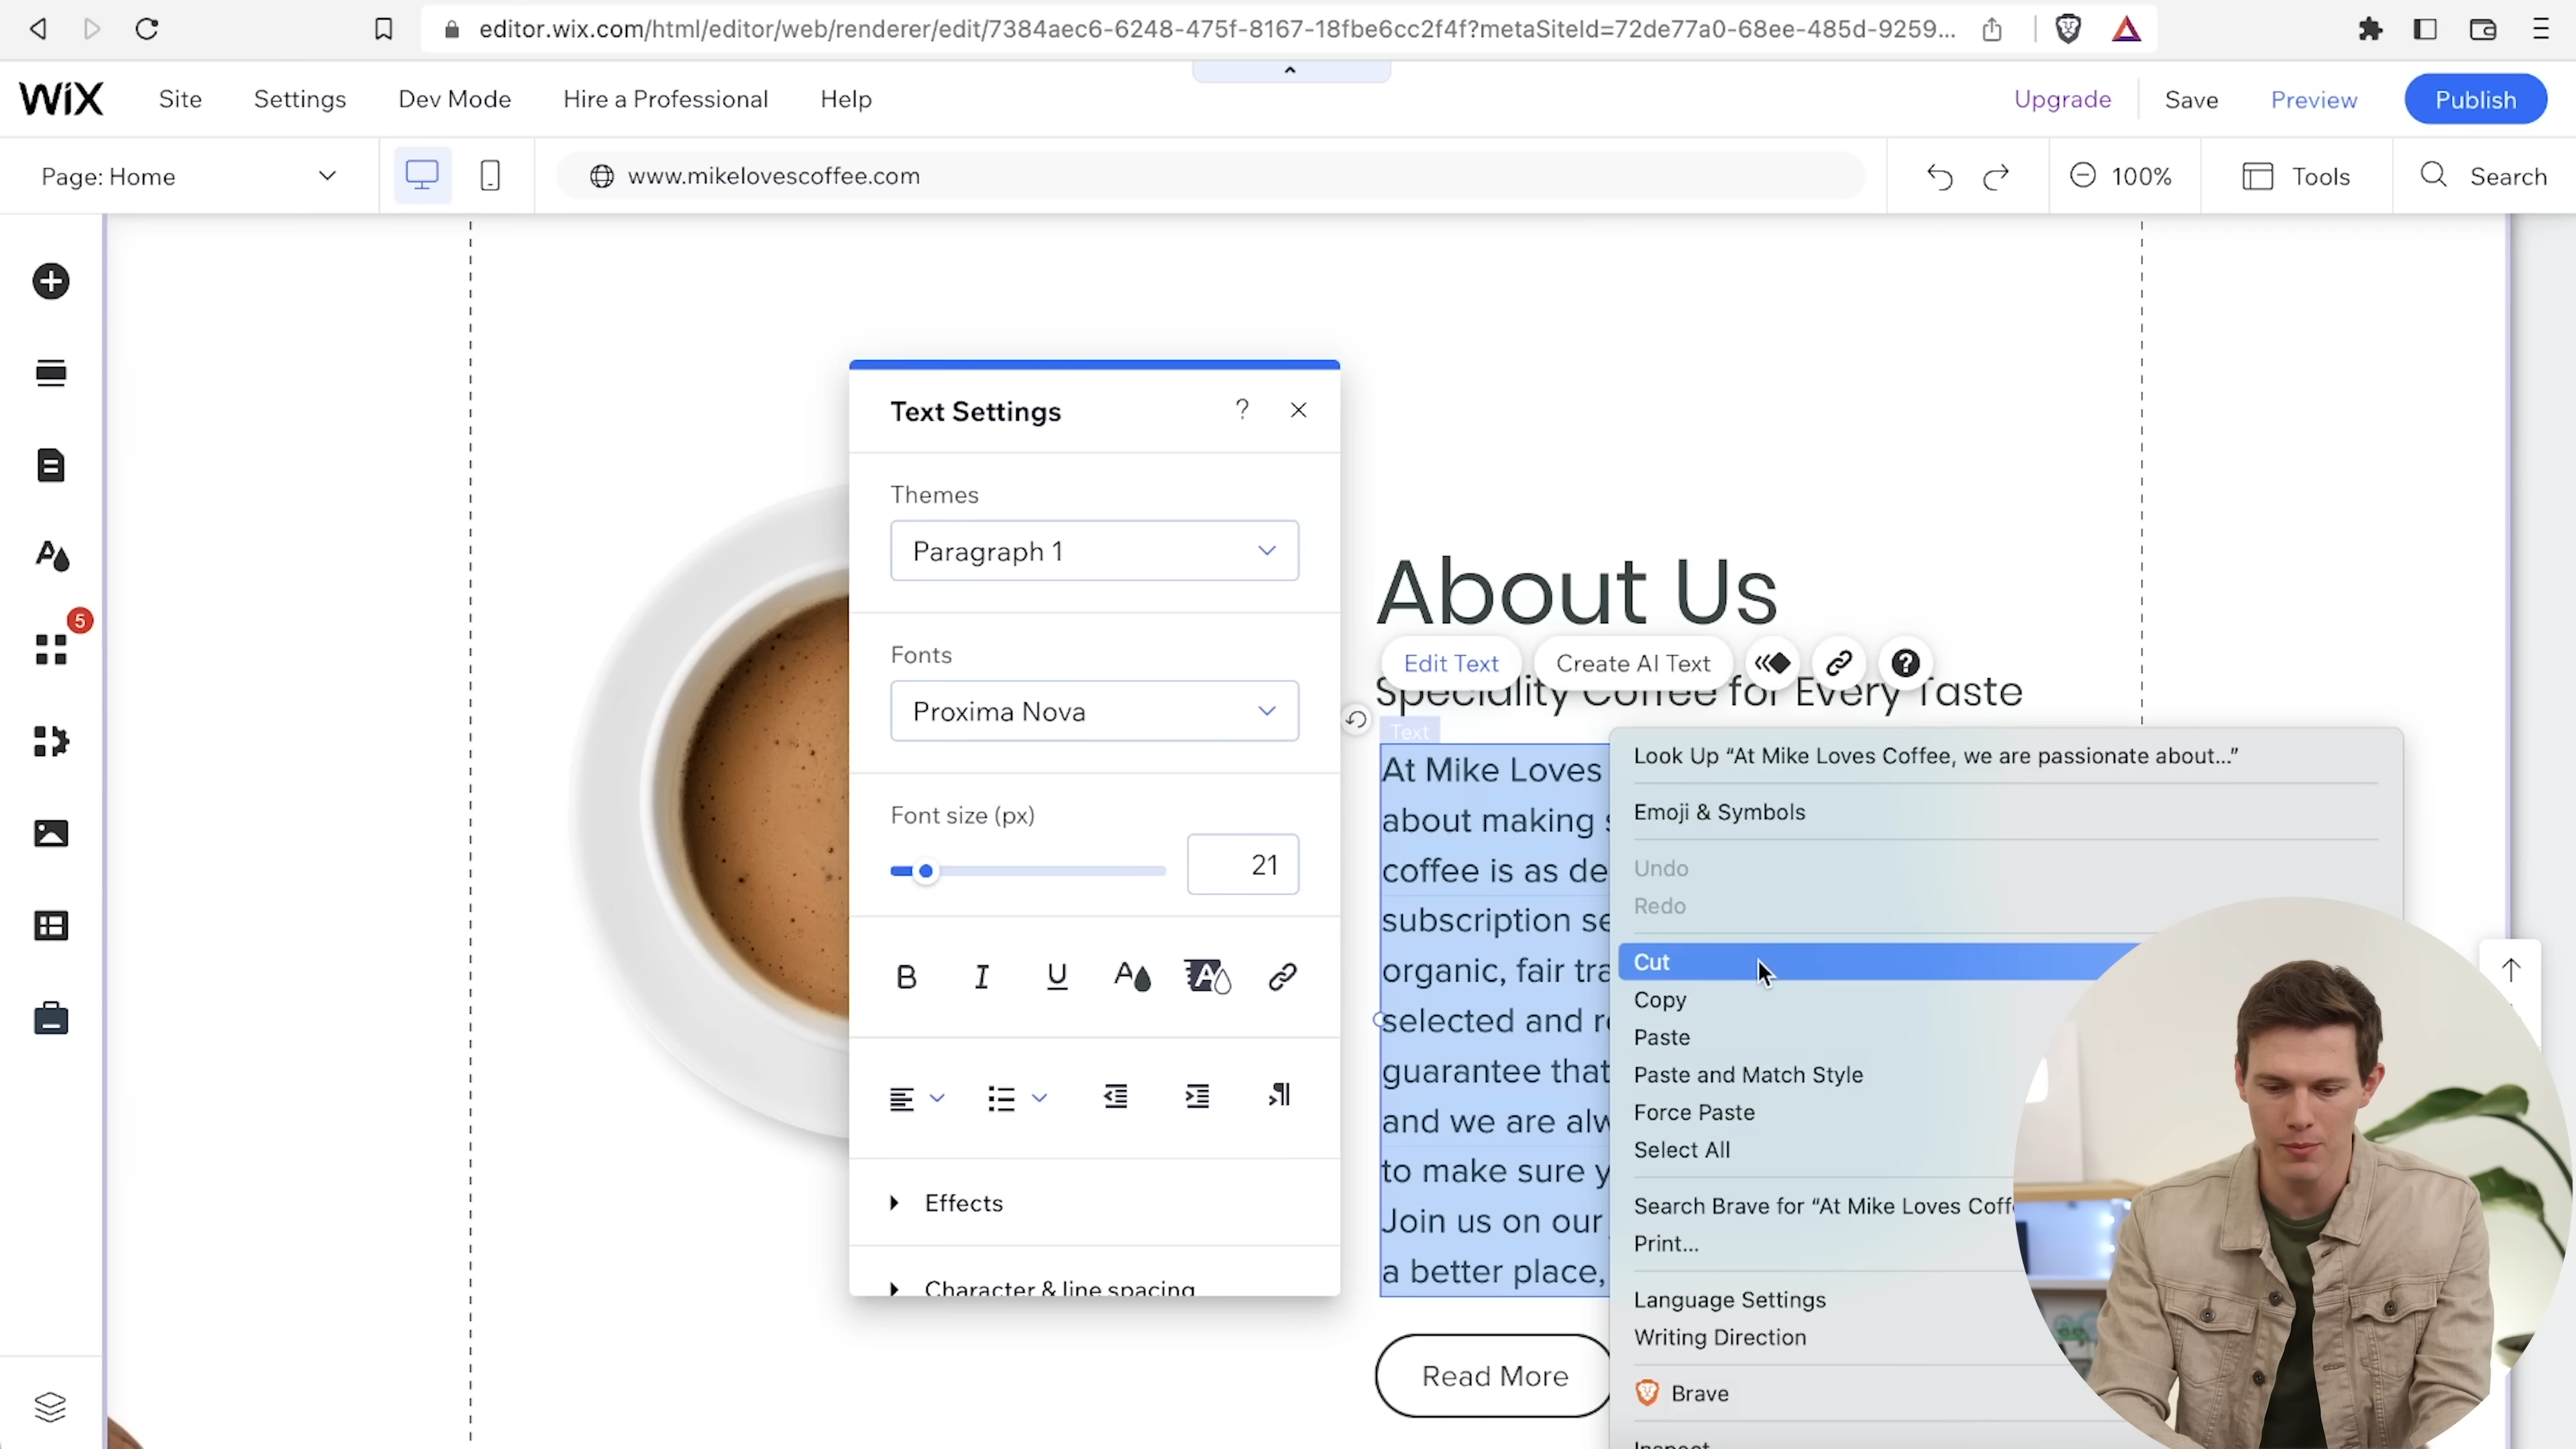 editor.wix.com/html/editor/web/renderer/edit/7384aec6-6248-475f-8167-18fbe6cc2f4f?metaSiteId=72de77a0-68ee-485d-9259...
WiX Site Settings Dev Mode Hire a Professional Help Upgrade Save Preview Publish
Page: Home www.mikelovescoffee.com 100% Tools Search
5
Text Settings ?
Themes
Paragraph 1
Fonts
Proxima Nova
Font size (px)
21
B I U A A
Effects
Character & line spacing
About Us
Edit Text Create AI Text ?
Speciality Coffee for Every Taste
Text
At Mike Loves
about making s
coffee is as de
subscription se
organic, fair tra
selected and r
guarantee that
and we are alw
to make sure y
Join us on our
a better place,
Read More
Look Up “At Mike Loves Coffee, we are passionate about...”
Emoji & Symbols
Undo
Redo
Cut
Copy
Paste
Paste and Match Style
Force Paste
Select All
Search Brave for “At Mike Loves Coff
Print...
Language Settings
Writing Direction
Brave
Inspect